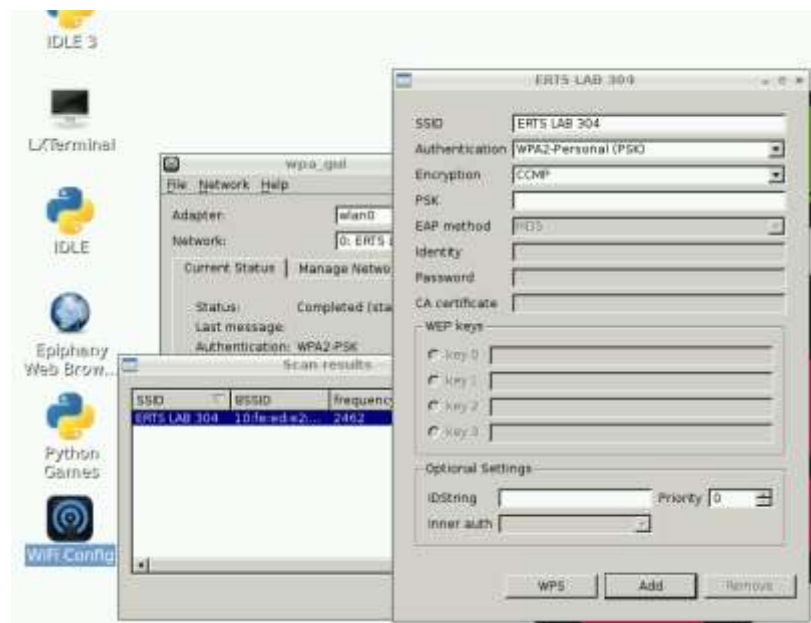 IDLE 3
LXTerminal
IDLE
Epiphany
Web Brow...
Python
Games
WiFi Config
wpa_gui
File Network Help
Adapter: wlan0
Network: 0: ERTS
Current Status Manage Netwo
Status: Completed (sta
Last message:
Authentication: WPA2-PSK
Scan results
SSID BSSID frequency
ERTS LAB 304 10:fe:ed:e2:... 2462
ERTS LAB 304
SSID ERTS LAB 304
Authentication WPA2-Personal (PSK)
Encryption CCMP
PSK
EAP method MD5
Identity
Password
CA certificate
WEP keys
key 0
key 1
key 2
key 3
Optional Settings
IDString Priority 0
Inner auth
WPS Add Remove